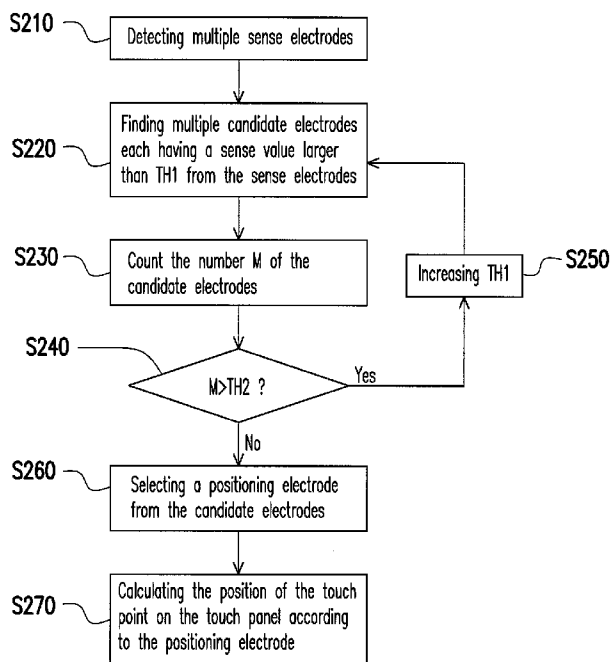 S210
Detecting multiple sense electrodes
S220
Finding multiple candidate electrodes
each having a sense value larger
than TH1 from the sense electrodes
S230
Count the number M of the
candidate electrodes
Increasing TH1
S250
S240
M>TH2 ?
Yes
No
S260
Selecting a positioning electrode
from the candidate electrodes
S270
Calculating the position of the touch
point on the touch panel according
to the positioning electrode